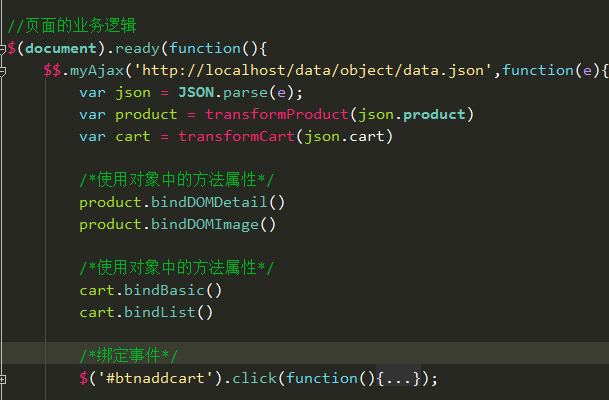 //页面的业务逻辑
$(document).ready(function(){
$$.myAjax('http://localhost/data/object/data.json',function(e){
var json = JSON.parse(e);
var product = transformProduct(json.product)
var cart = transformCart(json.cart)
/*使用对象中的方法属性*/
product.bindDOMDetail()
product.bindDOMImage()
/*使用对象中的方法属性*/
cart.bindBasic()
cart.bindList()
/*绑定事件*/
$('#btnaddcart').click(function(){...});